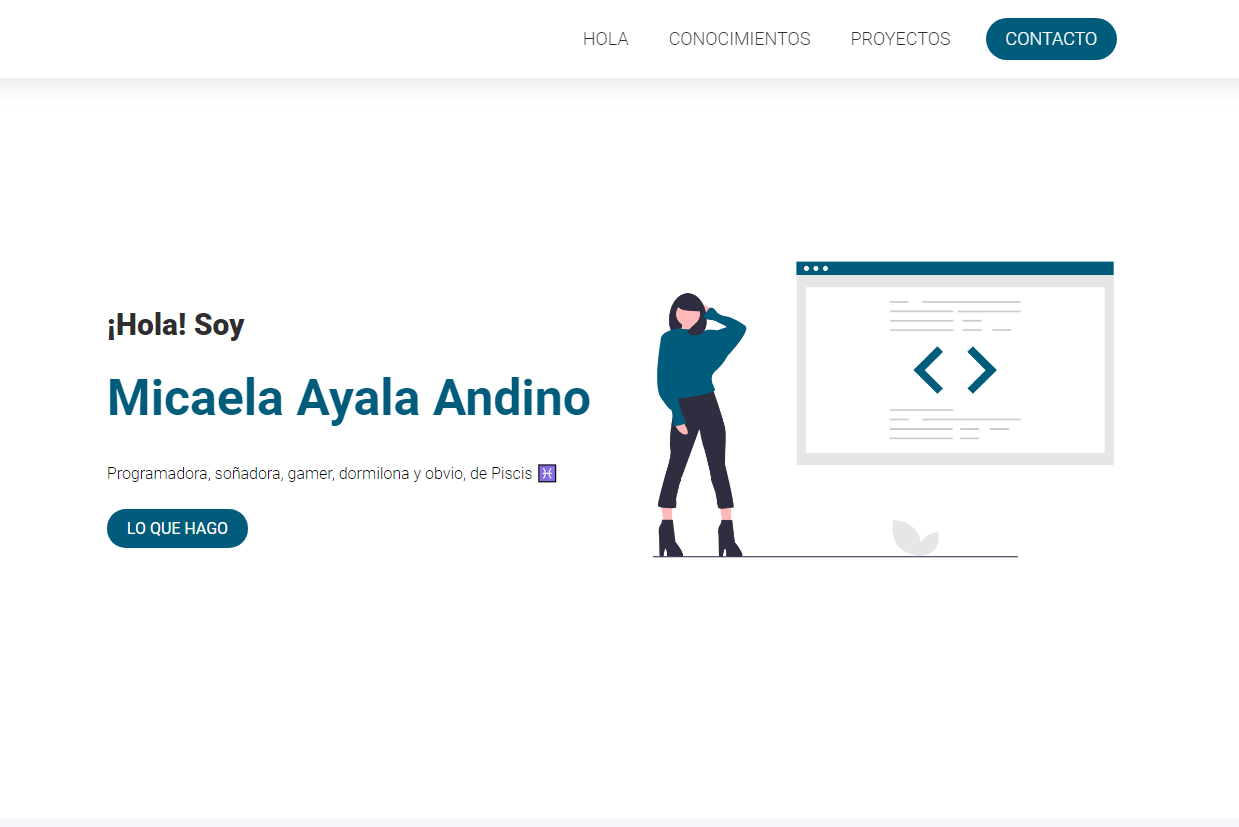 HOLA CONOCIMIENTOS PROYECTOS CONTACTO
¡Hola! Soy
Micaela Ayala Andino
Programadora, soñadora, gamer, dormilona y obvio, de Piscis ♓
LO QUE HAGO